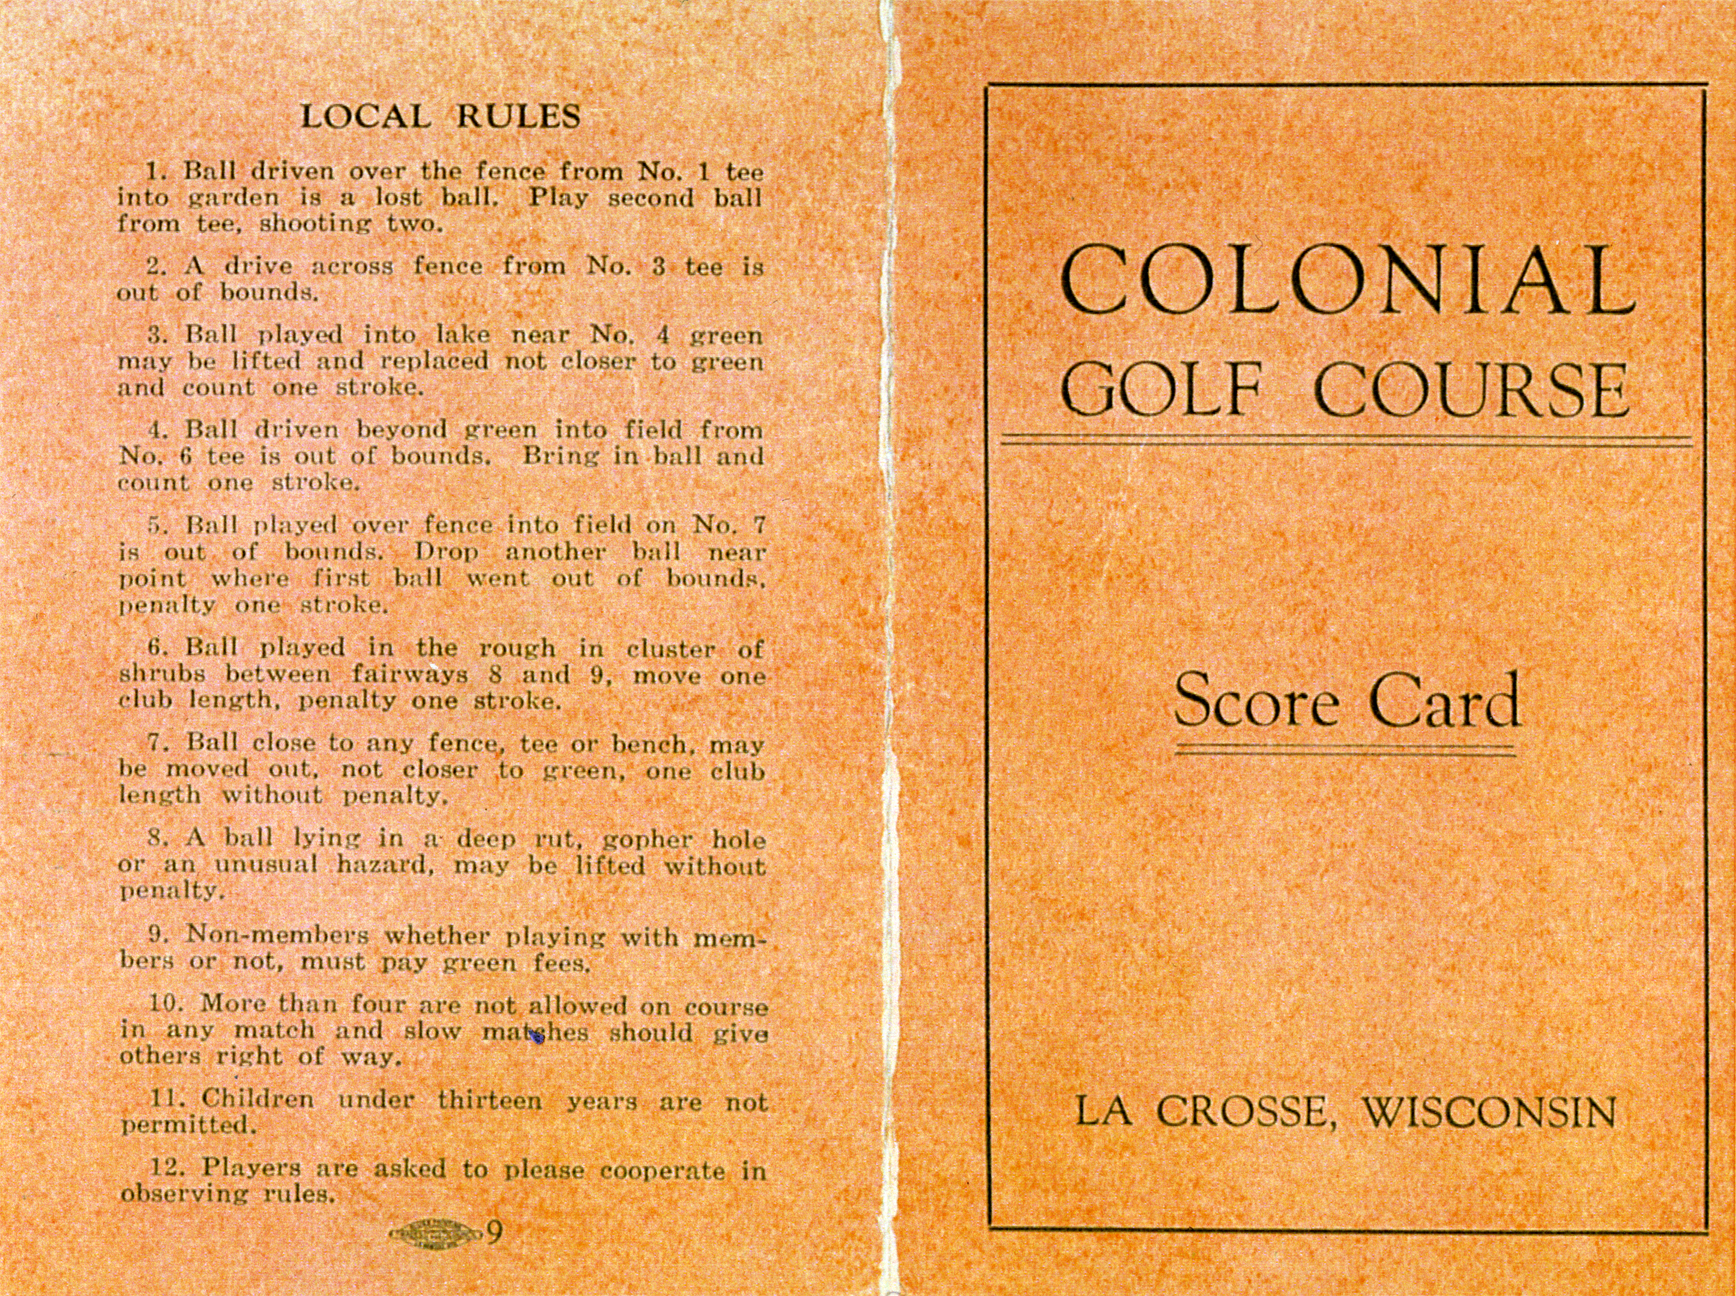 LOCAL RULES
1. Ball driven over the fence from No. 1 tee
into garden is a lost ball. Play second ball
from tee, shooting two.
2. A drive across fence from No. 3 tee is
out of bounds.
3. Ball played into lake near No. 4 green
may be lifted and replaced not closer to green
and count one stroke.
4. Ball driven beyond green into field from
No. 6 tee is out of bounds. Bring in ball and
count one stroke.
5. Ball played over fence into field on No. 7
is out of bounds. Drop another ball near
point where first ball went out of bounds,
penalty one stroke.
6. Ball played in the rough in cluster of
shrubs between fairways 8 and 9, move one
club length, penalty one stroke.
7. Ball close to any fence, tee or bench, may
be moved out, not closer to green, one club
length without penalty.
8. A ball lying in a deep rut, gopher hole
or an unusual hazard, may be lifted without
penalty.
9. Non-members whether playing with mem-
bers or not, must pay green fees.
10. More than four are not allowed on course
in any match and slow matches should give
others right of way.
11. Children under thirteen years are not
permitted.
12. Players are asked to please cooperate in
observing rules.
9
COLONIAL
GOLF COURSE
Score Card
LA CROSSE, WISCONSIN